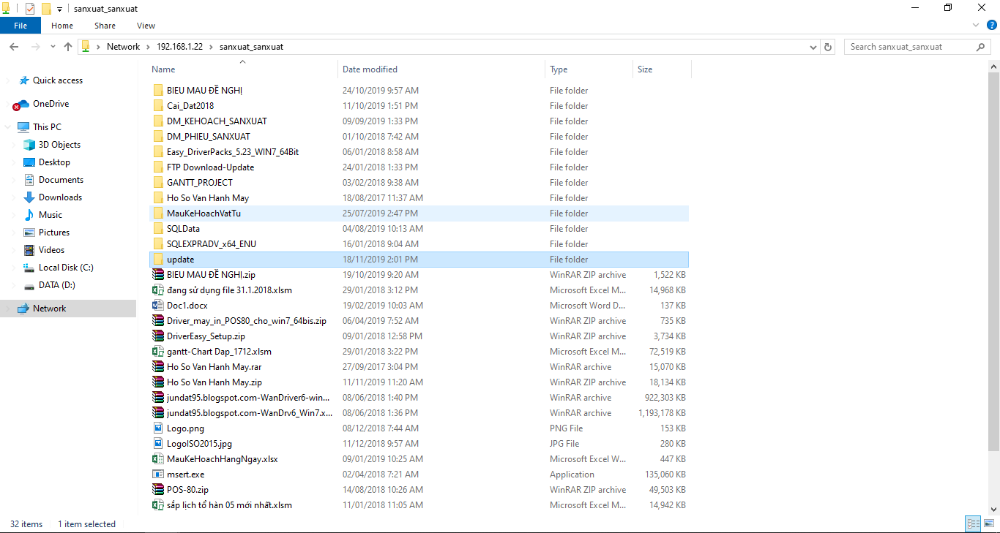 sanxuat_sanxuat
File Home Share View
Network 192.168.1.22 sanxuat_sanxuat Search sanxuat_sanxuat
Quick access
OneDrive
This PC
3D Objects
Desktop
Documents
Downloads
Music
Pictures
Videos
Local Disk (C:)
DATA (D:)
Network
Name Date modified Type Size
BIEU MAU ĐỀ NGHỊ 24/10/2019 9:57 AM File folder
Cai_Dat2018 11/10/2019 1:51 PM File folder
DM_KEHOACH_SANXUAT 09/09/2019 1:33 PM File folder
DM_PHIEU_SANXUAT 01/10/2018 7:42 AM File folder
Easy_DriverPacks_5.23_WIN7_64Bit 06/01/2018 8:58 AM File folder
FTP Download-Update 24/01/2018 1:33 PM File folder
GANTT_PROJECT 03/02/2018 9:38 AM File folder
Ho So Van Hanh May 18/08/2017 11:37 AM File folder
MauKeHoachVatTu 25/07/2019 2:47 PM File folder
SQLData 04/08/2019 10:13 AM File folder
SQLEXPRADV_x64_ENU 16/01/2018 9:04 AM File folder
update 18/11/2019 2:01 PM File folder
BIEU MAU ĐỀ NGHỊ.zip 19/10/2019 9:20 AM WinRAR ZIP archive 1,522 KB
đang sử dụng file 31.1.2018.xlsm 29/01/2018 3:12 PM Microsoft Excel M... 14,968 KB
Doc1.docx 19/02/2019 10:03 AM Microsoft Word D... 137 KB
Driver_may_in_POS80_cho_win7_64bis.zip 06/04/2019 7:52 AM WinRAR ZIP archive 735 KB
DriverEasy_Setup.zip 09/01/2018 12:58 PM WinRAR ZIP archive 3,734 KB
gantt-Chart Dap_1712.xlsm 29/01/2018 3:22 PM Microsoft Excel M... 72,519 KB
Ho So Van Hanh May.rar 27/09/2017 3:04 PM WinRAR archive 15,070 KB
Ho So Van Hanh May.zip 11/11/2019 11:20 AM WinRAR ZIP archive 18,134 KB
jundat95.blogspot.com-WanDriver6-win... 08/06/2018 1:40 PM WinRAR archive 922,303 KB
jundat95.blogspot.com-WanDrv6_Win7.x... 08/06/2018 1:36 PM WinRAR archive 1,193,178 KB
Logo.png 08/12/2018 7:44 AM PNG File 153 KB
LogoISO2015.jpg 11/12/2018 9:57 AM JPG File 280 KB
MauKeHoachHangNgay.xlsx 09/01/2019 10:25 AM Microsoft Excel W... 447 KB
msert.exe 02/04/2018 7:21 AM Application 135,060 KB
POS-80.zip 14/08/2018 10:26 AM WinRAR ZIP archive 49,503 KB
sắp lịch tổ hàn 05 mới nhất.xlsm 11/01/2018 11:05 AM Microsoft Excel M... 14,942 KB
32 items 1 item selected